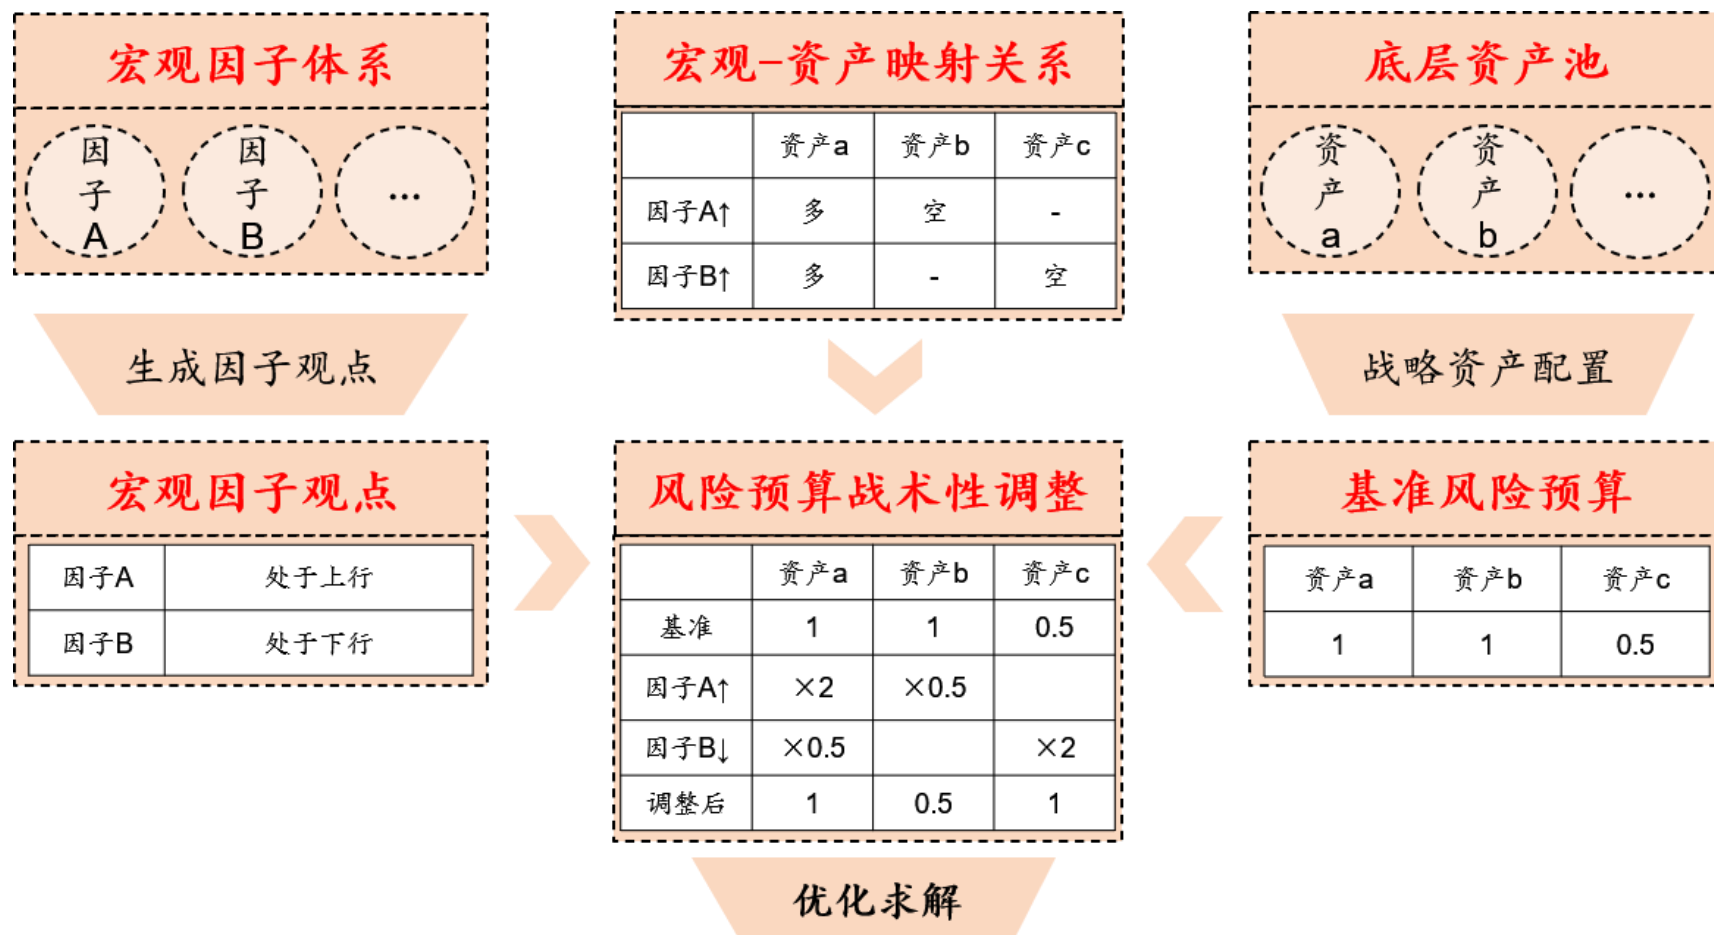 宏观因子体系
因子A
因子B
...
生成因子观点
宏观因子观点
因子A 处于上行
因子B 处于下行
宏观-资产映射关系
资产a 资产b 资产c
因子A↑ 多 空 -
因子B↑ 多 - 空
风险预算战术性调整
资产a 资产b 资产c
基准 1 1 0.5
因子A↑ ×2 ×0.5
因子B↓ ×0.5 ×2
调整后 1 0.5 1
优化求解
底层资产池
资产a
资产b
...
战略资产配置
基准风险预算
资产a 资产b 资产c
1 1 0.5